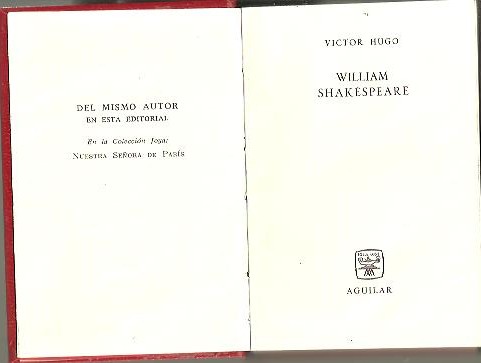 DEL MISMO AUTOR
EN ESTA EDITORIAL
En la Colección Joya:
NUESTRA SEÑORA DE PARÍS
VICTOR HUGO
WILLIAM
SHAKESPEARE
AGUILAR